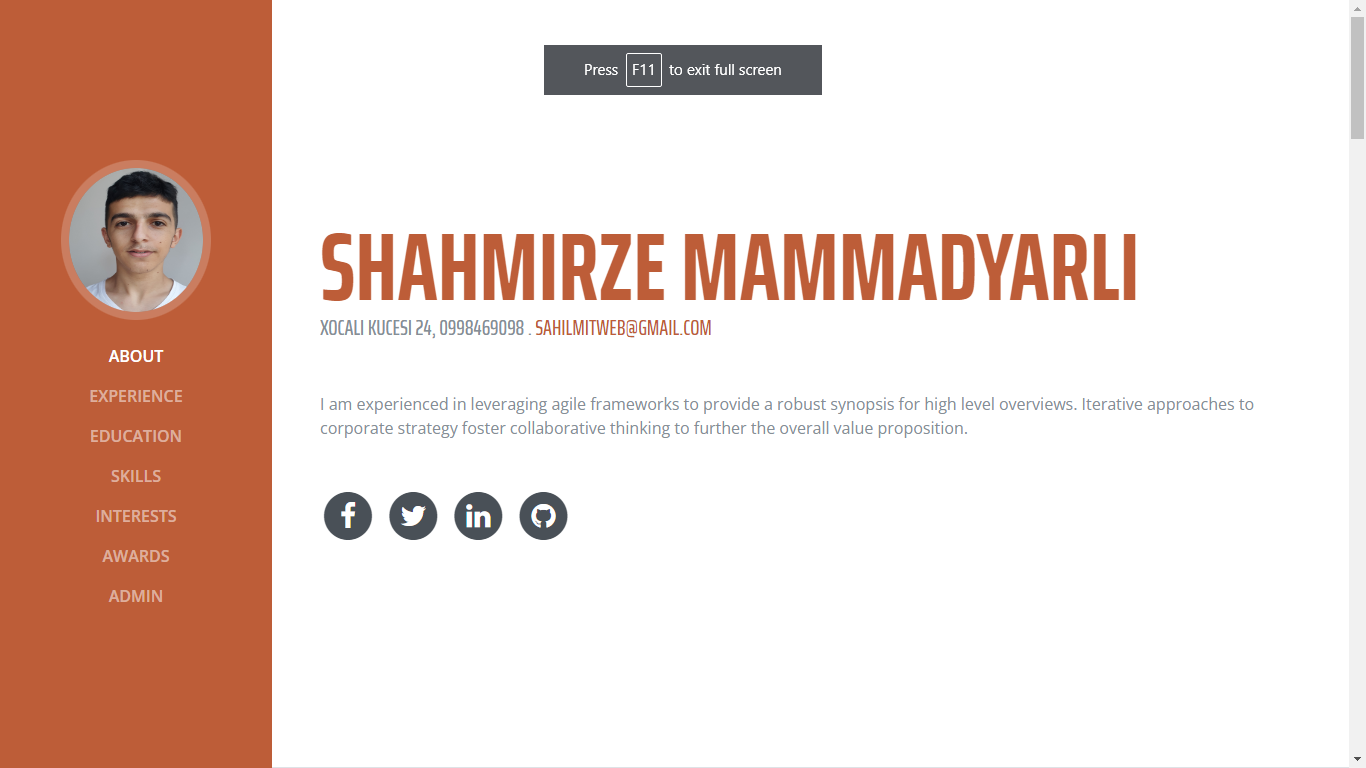 Press F11 to exit full screen
ABOUT
EXPERIENCE
EDUCATION
SKILLS
INTERESTS
AWARDS
ADMIN
SHAHMIRZE MAMMADYARLI
XOCALI KUCESI 24, 0998469098 . SAHILMITWEB@GMAIL.COM
I am experienced in leveraging agile frameworks to provide a robust synopsis for high level overviews. Iterative approaches to
corporate strategy foster collaborative thinking to further the overall value proposition.